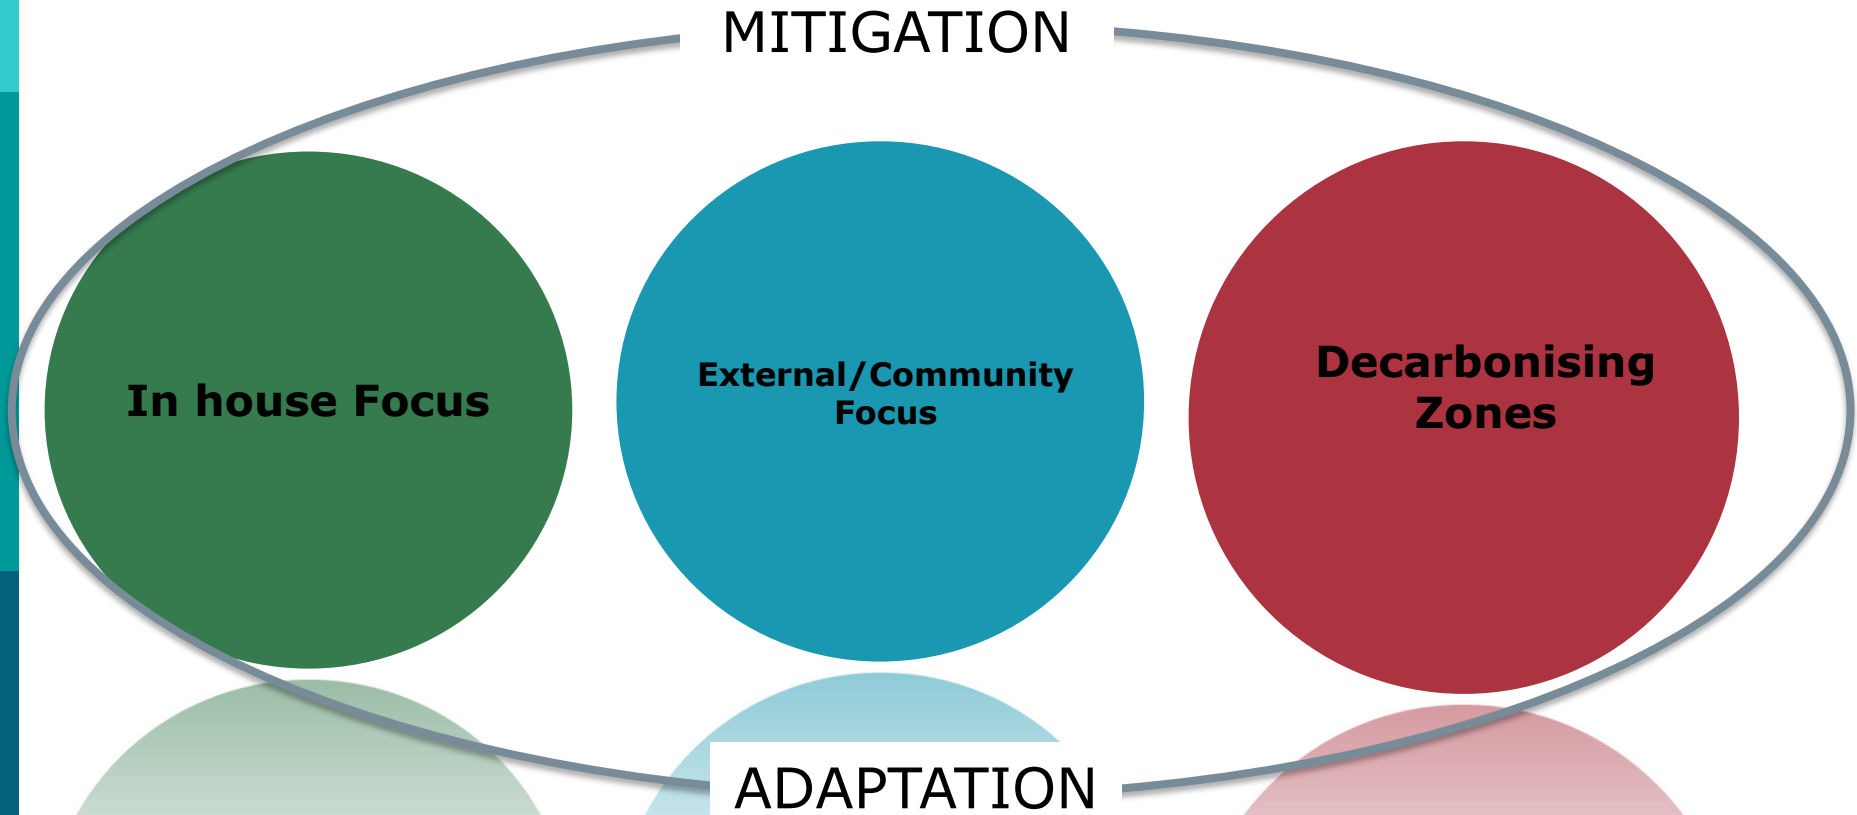 MITIGATION
In house Focus
External/Community
Focus
Decarbonising
Zones
ADAPTATION